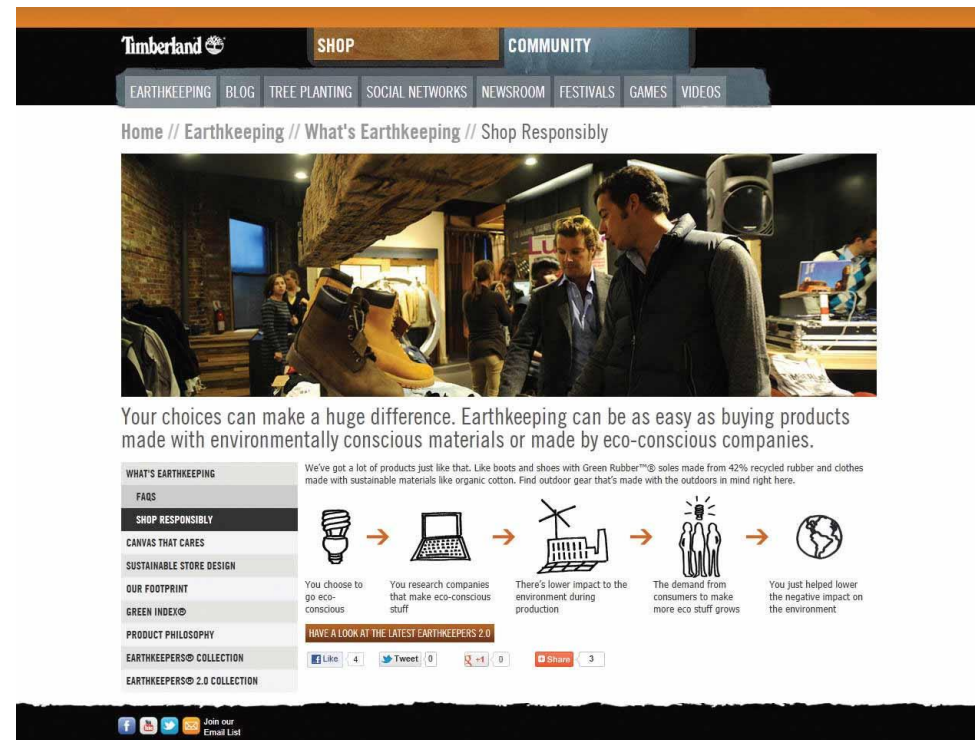 Timberland
SHOP
COMMUNITY
EARTHKEEPING BLOG TREE PLANTING SOCIAL NETWORKS NEWSROOM FESTIVALS GAMES VIDEOS
Home // Earthkeeping // What's Earthkeeping // Shop Responsibly
Your choices can make a huge difference. Earthkeeping can be as easy as buying products
made with environmentally conscious materials or made by eco-conscious companies.
WHAT'S EARTHKEEPING
FAQS
SHOP RESPONSIBLY
CANVAS THAT CARES
SUSTAINABLE STORE DESIGN
OUR FOOTPRINT
GREEN INDEX®
PRODUCT PHILOSOPHY
EARTHKEEPERS® COLLECTION
EARTHKEEPERS® 2.0 COLLECTION
We've got a lot of products just like that. Like boots and shoes with Green Rubber™® soles made from 42% recycled rubber and clothes
made with sustainable materials like organic cotton. Find outdoor gear that's made with the outdoors in mind right here.
You choose to
go eco-
conscious
You research companies
that make eco-conscious
stuff
There's lower impact to the
environment during
production
The demand from
consumers to make
more eco stuff grows
You just helped lower
the negative impact on
the environment
HAVE A LOOK AT THE LATEST EARTHKEEPERS 2.0
Like 4 Tweet 0 +1 0 Share 3
Join our
Email List